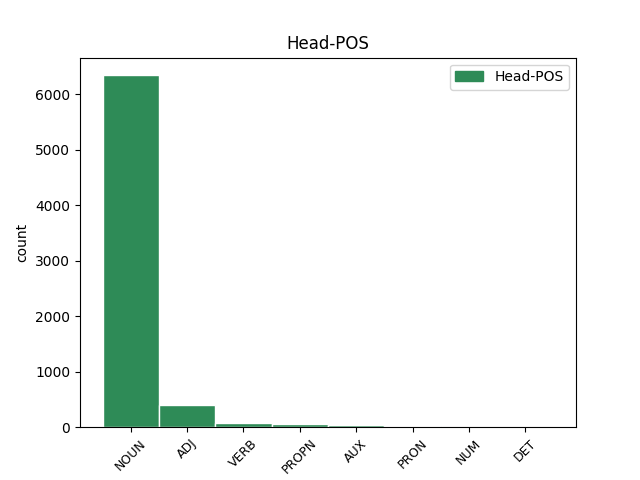 Head-POS
Head-POS
6000
5000
4000
3000
2000
1000
0
count
NOUN
ADJ
VERB
PROPN
AUX
PRON
NUM
DET